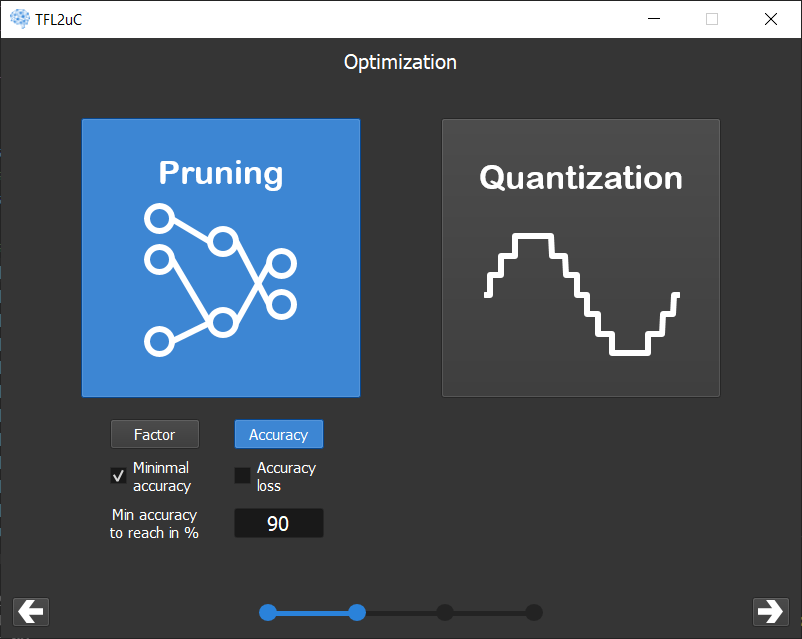 TFL2uC
Optimization
Pruning
Quantization
Factor
Accuracy
Mininmal
accuracy
Accuracy
loss
Min accuracy
to reach in %
90